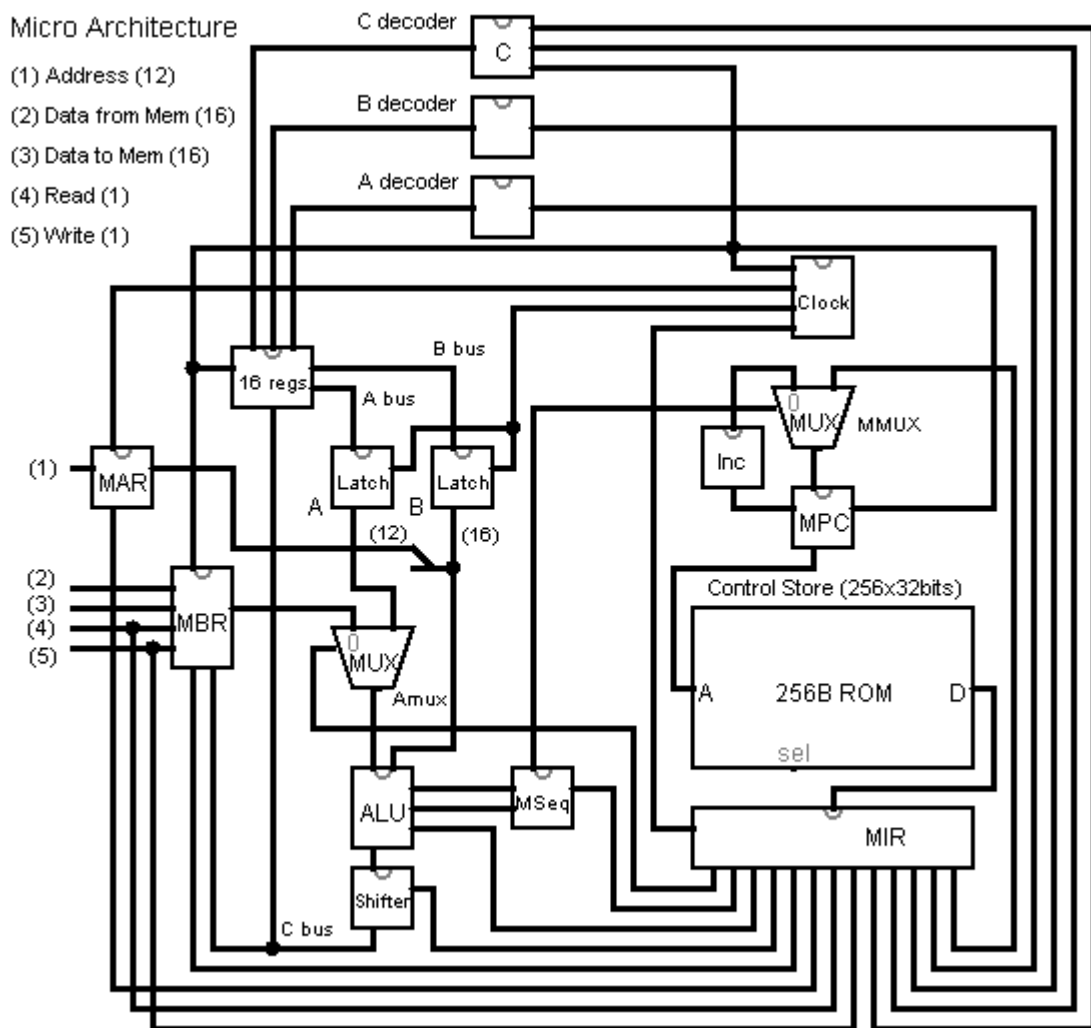 Micro Architecture
(1) Address (12)
(2) Data from Mem (16)
(3) Data to Mem (16)
(4) Read (1)
(5) Write (1)
C decoder
C
B decoder
A decoder
Clock
B bus
16 regs.
A bus
0
MUX
MMUX
Inc
(1)
MAR
Latch
Latch
A
B
(12)
(16)
MPC
Control Store (256x32bits)
(2)
(3)
(4)
(5)
MBR
0
MUX
Amux
A
256B ROM
D
sel
ALU
MSeq
MIR
Shifter
C bus